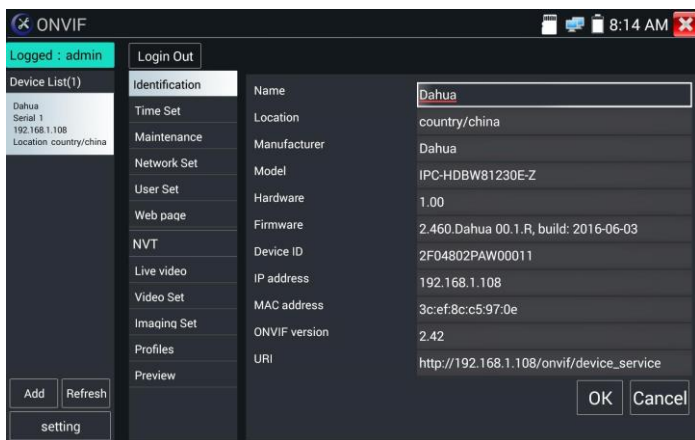 ONVIF
8:14 AM
Logged : admin
Login Out
Device List(1)
Dahua
Serial 1
192.168.1.108
Location country/china
Identification
Time Set
Maintenance
Network Set
User Set
Web page
NVT
Live video
Video Set
Imaging Set
Profiles
Preview
Name Dahua
Location country/china
Manufacturer Dahua
Model IPC-HDBW81230E-Z
Hardware 1.00
Firmware 2.460.Dahua 00.1.R, build: 2016-06-03
Device ID 2F04802PAW00011
IP address 192.168.1.108
MAC address 3c:ef:8c:c5:97:0e
ONVIF version 2.42
URI http://192.168.1.108/onvif/device_service
Add Refresh
setting
OK Cancel